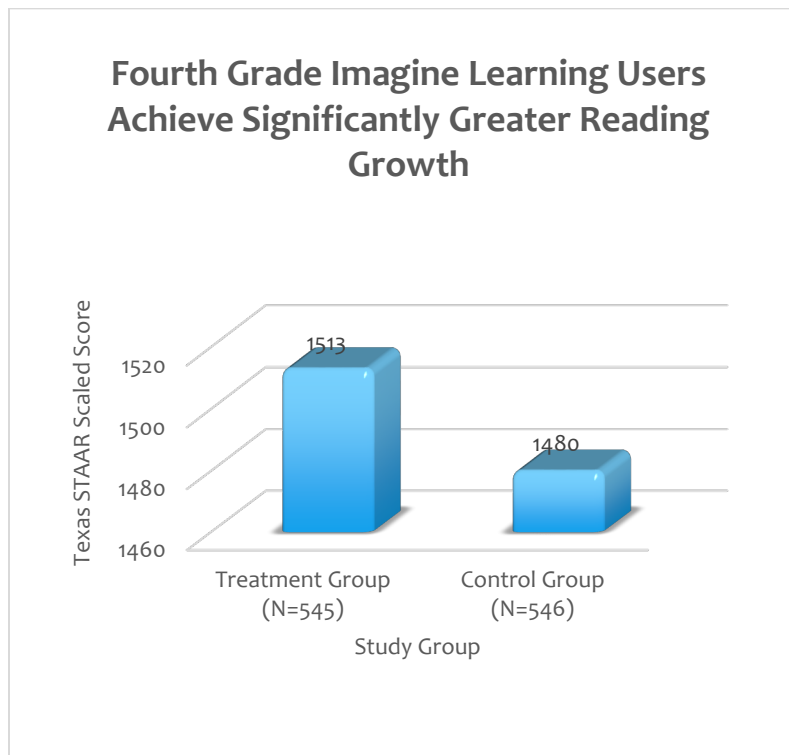 Fourth Grade Imagine Learning Users
Achieve Significantly Greater Reading
Growth
Texas STAAR Scaled Score
1520
1500
1480
1460
1513
1480
Treatment Group
(N=545)
Control Group
(N=546)
Study Group